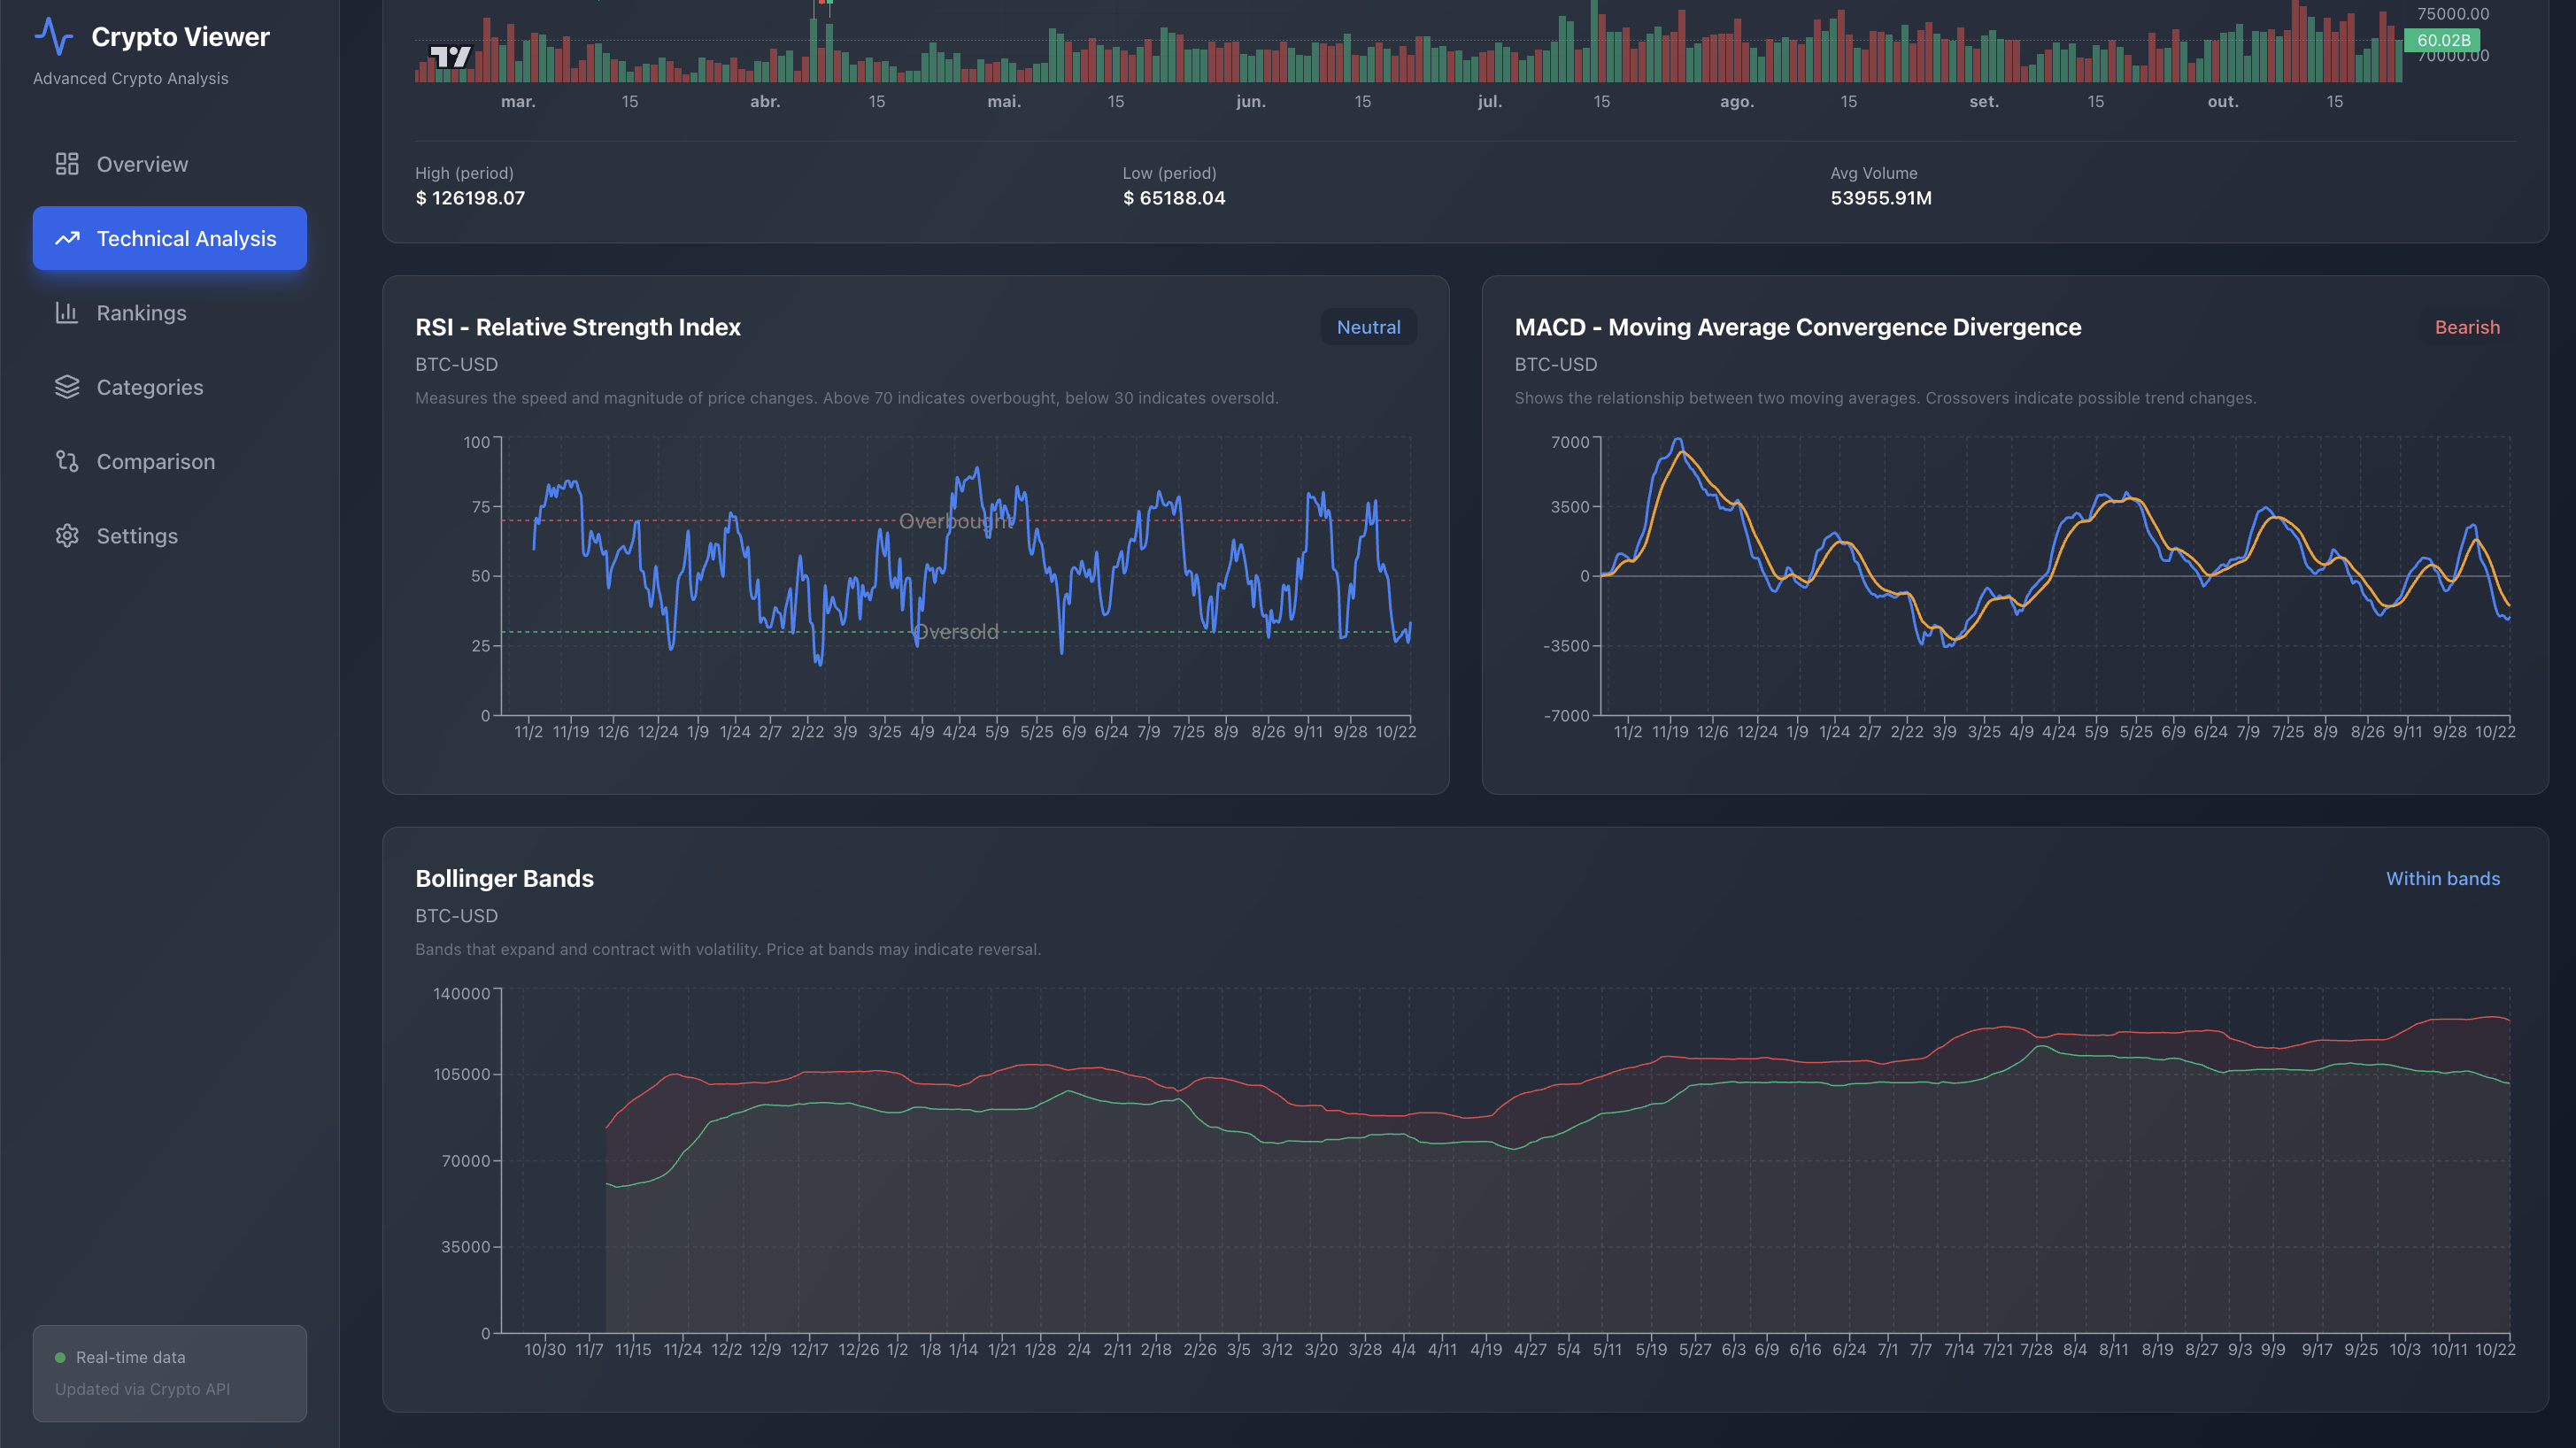 Crypto Viewer
Advanced Crypto Analysis
Overview
Technical Analysis
Rankings
Categories
Comparison
Settings
Real-time data
Updated via Crypto API
75000.00
60.02B
70000.00
mar. 15 abr. 15 mai. 15 jun. 15 jul. 15 ago. 15 set. 15 out. 15
High (period)
$ 126198.07
Low (period)
$ 65188.04
Avg Volume
53955.91M
RSI - Relative Strength Index
Neutral
BTC-USD
Measures the speed and magnitude of price changes. Above 70 indicates overbought, below 30 indicates oversold.
100
75
Overbought
50
Oversold
25
0
11/2 11/19 12/6 12/24 1/9 1/24 2/7 2/22 3/9 3/25 4/9 4/24 5/9 5/25 6/9 6/24 7/9 7/25 8/9 8/26 9/11 9/28 10/22
MACD - Moving Average Convergence Divergence
Bearish
BTC-USD
Shows the relationship between two moving averages. Crossovers indicate possible trend changes.
7000
3500
0
-3500
-7000
11/2 11/19 12/6 12/24 1/9 1/24 2/7 2/22 3/9 3/25 4/9 4/24 5/9 5/25 6/9 6/24 7/9 7/25 8/9 8/26 9/11 9/28 10/22
Bollinger Bands
Within bands
BTC-USD
Bands that expand and contract with volatility. Price at bands may indicate reversal.
140000
105000
70000
35000
0
10/30 11/7 11/15 11/24 12/2 12/9 12/17 12/26 1/2 1/8 1/14 1/21 1/28 2/4 2/11 2/18 2/26 3/5 3/12 3/20 3/28 4/4 4/11 4/19 4/27 5/4 5/11 5/19 5/27 6/3 6/9 6/16 6/24 7/1 7/7 7/14 7/21 7/28 8/4 8/11 8/19 8/27 9/3 9/9 9/17 9/25 10/3 10/11 10/22